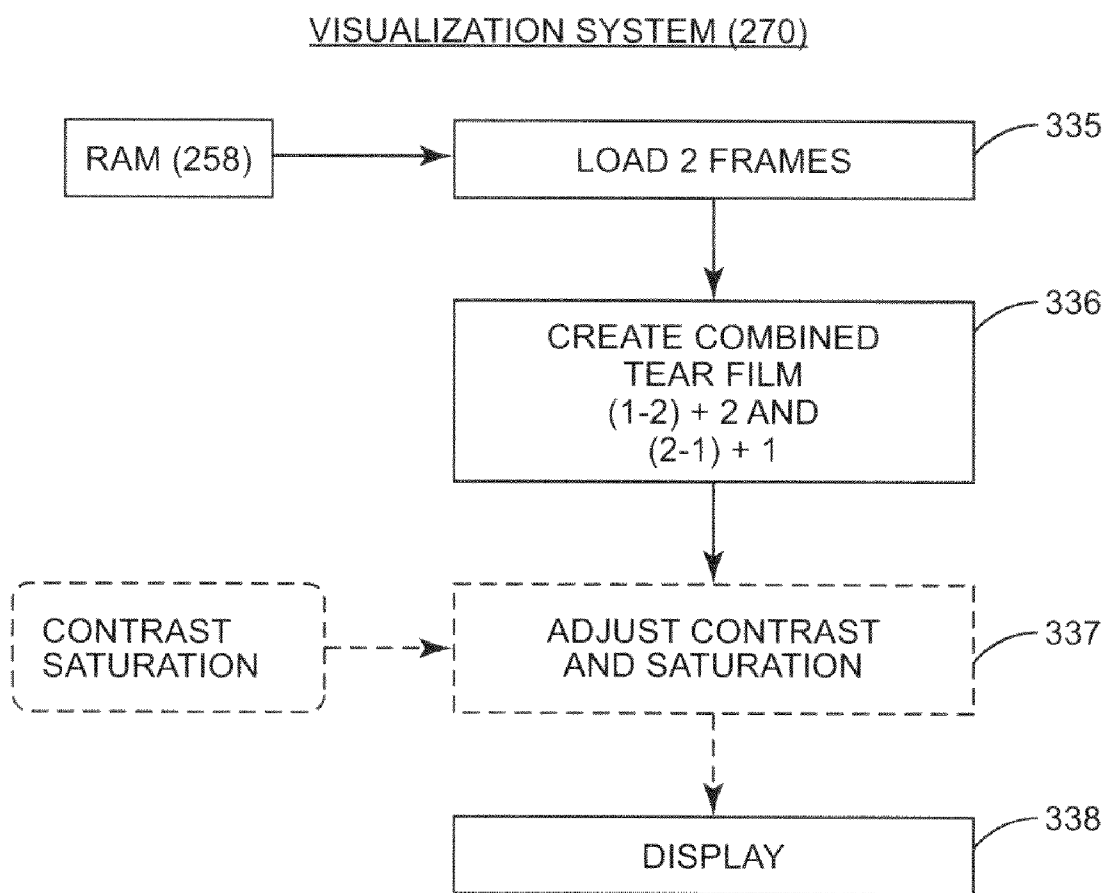 VISUALIZATION SYSTEM (270)
RAM (258)
LOAD 2 FRAMES
335
CREATE COMBINED
TEAR FILM
(1-2) + 2 AND
(2-1) + 1
336
CONTRAST
SATURATION
ADJUST CONTRAST
AND SATURATION
337
DISPLAY
338